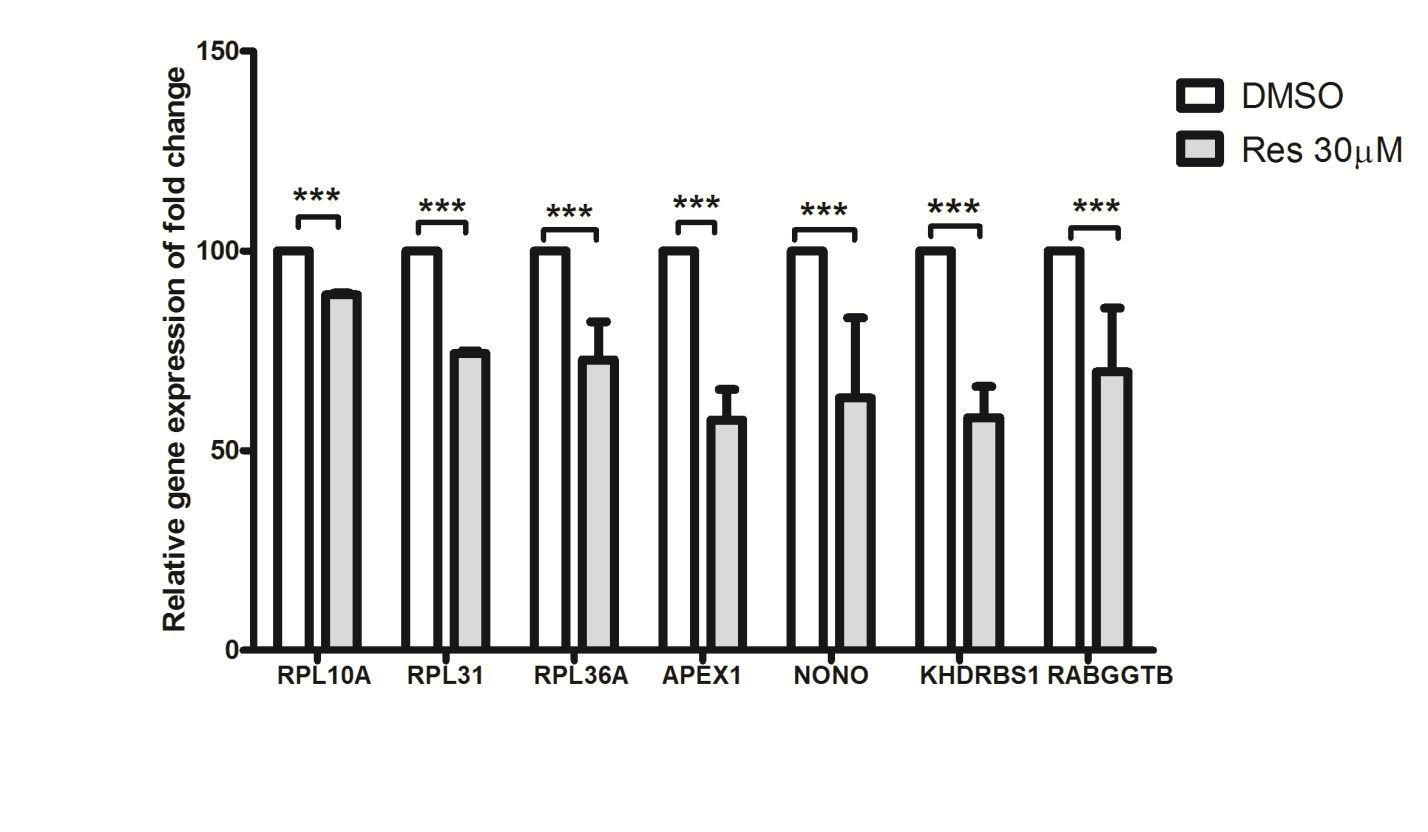 Relative gene expression of fold change
150
100
50
0
*** *** *** *** *** *** ***
RPL10A RPL31 RPL36A APEX1 NONO KHDRBS1 RABGGTB
DMSO
Res 30μM